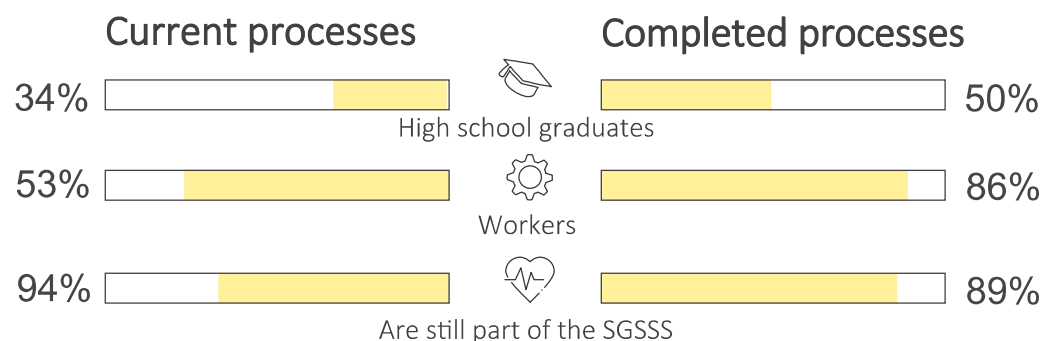 Current processes Completed processes
34% 50%
High school graduates
53% 86%
Workers
94% 89%
Are still part of the SGSSS